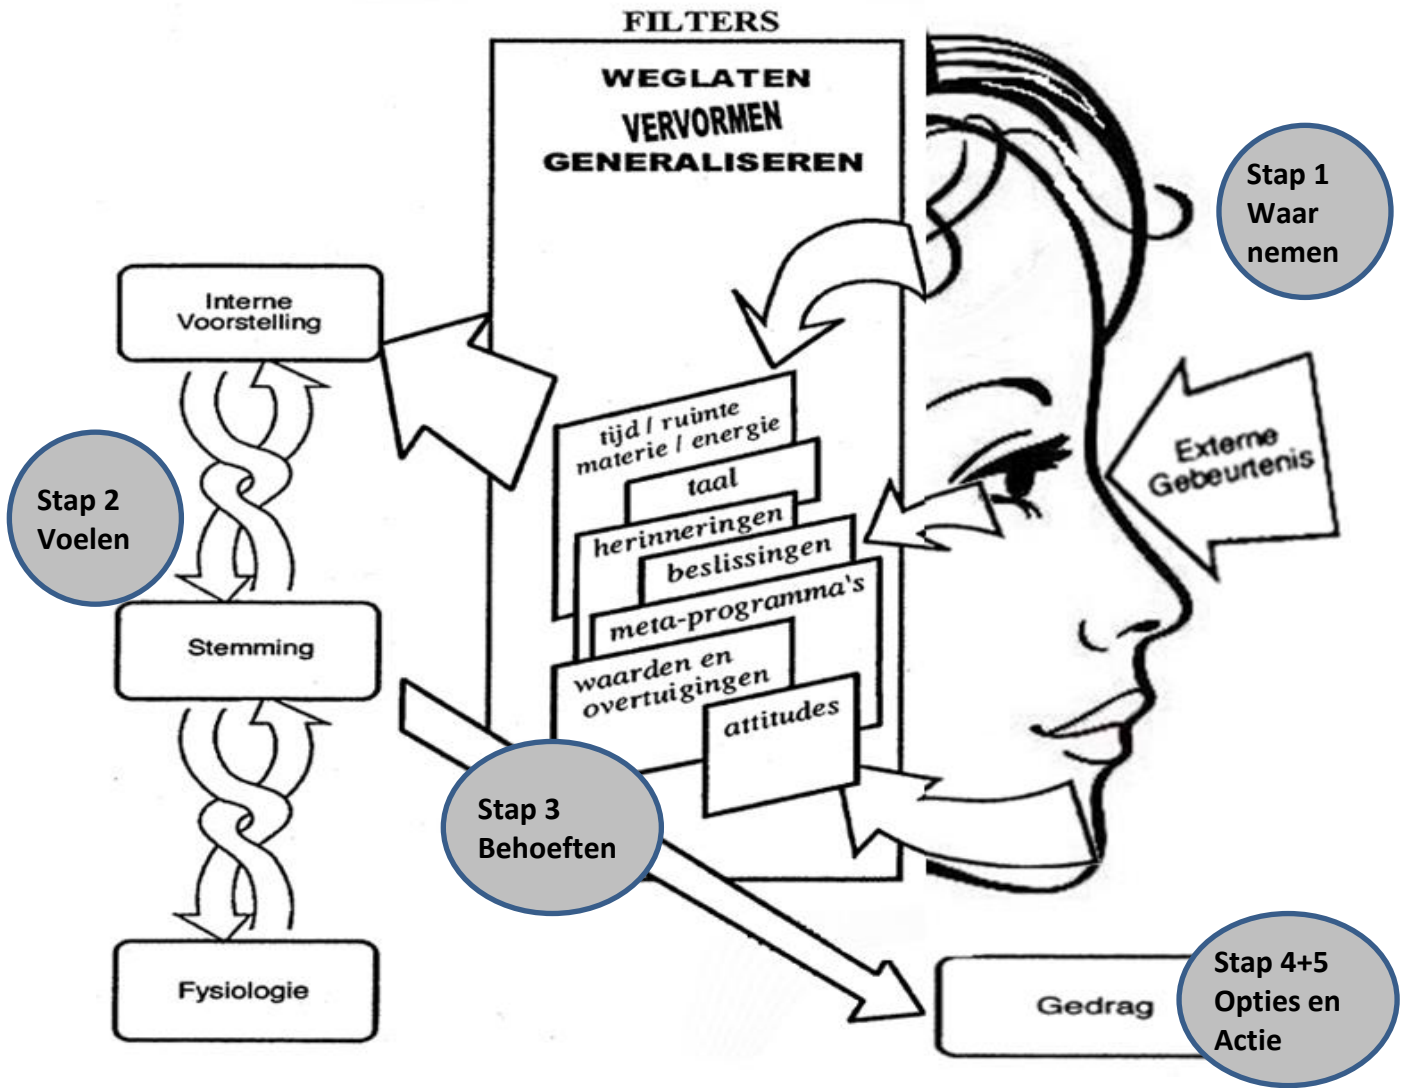 FILTERS
WEGLATEN
VERVORMEN
GENERALISEREN
Stap 1
Waar
nemen
Interne
Voorstelling
Externe
Gebeurtenis
tijd / ruimte
materie / energie
taal
herinneringen
beslissingen
meta-programma's
waarden en
overtuigingen
attitudes
Stap 2
Voelen
Stemming
Stap 3
Behoeften
Fysiologie
Gedrag
Stap 4+5
Opties en
Actie